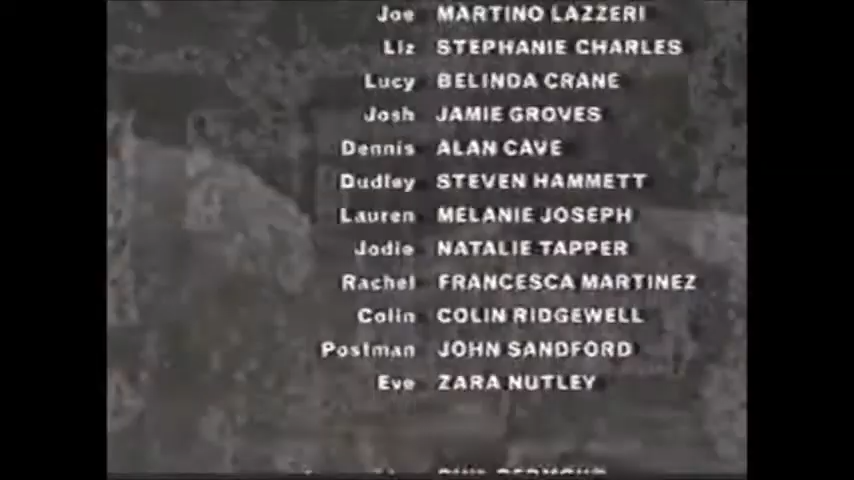 Joe MARTINO LAZZERI
Liz STEPHANIE CHARLES
Lucy BELINDA CRANE
Josh JAMIE GROVES
Dennis ALAN CAVE
Dudley STEVEN HAMMETT
Lauren MELANIE JOSEPH
Jodie NATALIE TAPPER
Rachel FRANCESCA MARTINEZ
Colin COLIN RIDGEWELL
Postman JOHN SANDFORD
Eve ZARA NUTLEY